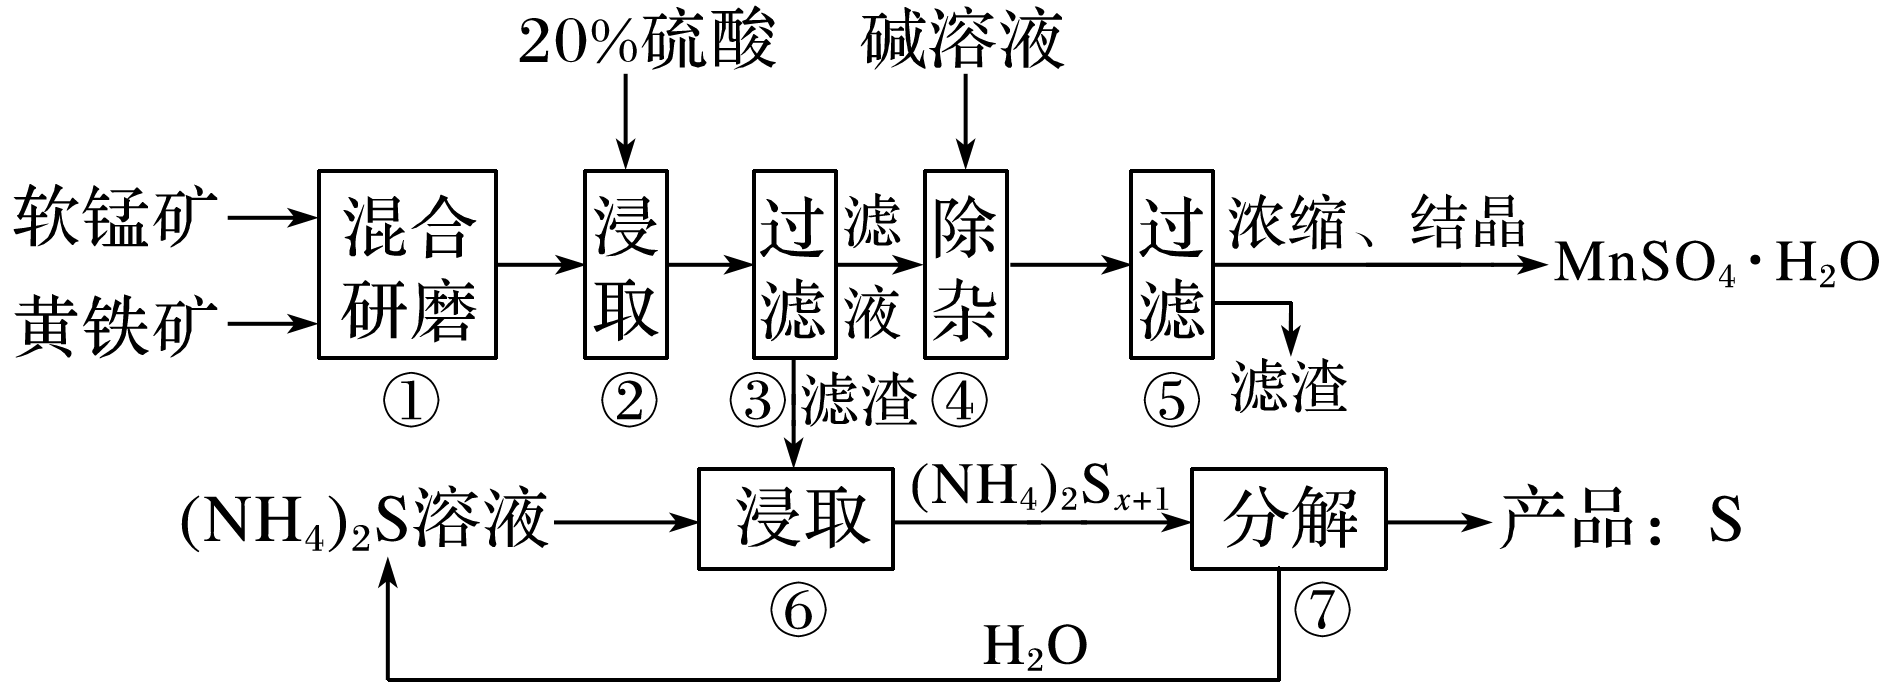 20%硫酸
碱溶液
软锰矿
黄铁矿
混合
研磨
浸取
过滤
滤液
除杂
过滤
浓缩、结晶
MnSO₄·H₂O
滤渣
①
②
③
滤渣
④
⑤
(NH₄)₂S溶液
浸取
(NH₄)₂Sₓ₊₁
分解
产品：S
⑥
⑦
H₂O